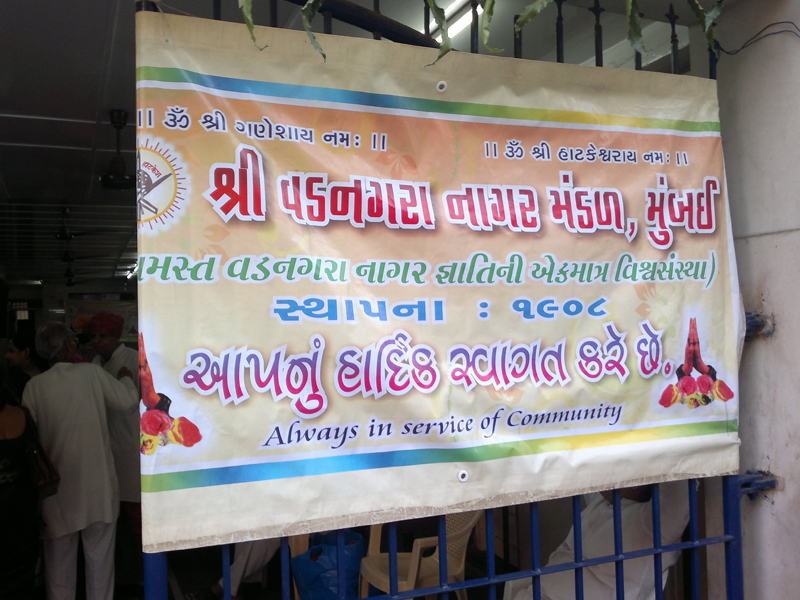 ।। ૐ શ્રી ગણેશાય નમઃ ।।
।। ૐ શ્રી હાટકેશ્વરાય નમઃ ।।
શ્રી વડનગરા નાગર મંડળ, મુંબઈ
મસ્ત વડનગરા નાગર જ્ઞાતિની એકમાત્ર વિશ્વસંસ્થા)
સ્થાપના : ૧૯૦૮
આપનું હાર્દિક સ્વાગત કરે છે.
Always in service of Community